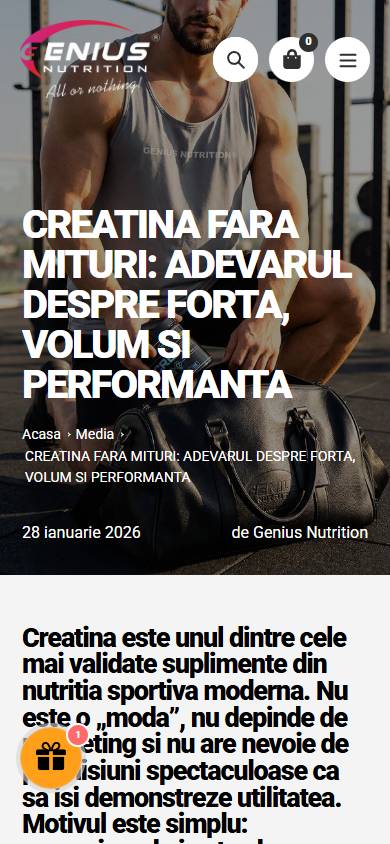 GENIUS
NUTRITION®
All or nothing!
0
GENIUS NUTRITION®
CREATINA FARA
MITURI: ADEVARUL
DESPRE FORTA,
VOLUM SI
PERFORMANTA
Acasa › Media ›
CREATINA FARA MITURI: ADEVARUL DESPRE FORTA,
VOLUM SI PERFORMANTA
28 ianuarie 2026 de Genius Nutrition
Creatina este unul dintre cele
mai validate suplimente din
nutritia sportiva moderna. Nu
este o „moda”, nu depinde de
si nu are nevoie de
spectaculoase ca
sa isi demonstreze utilitatea.
Motivul este simplu:
1